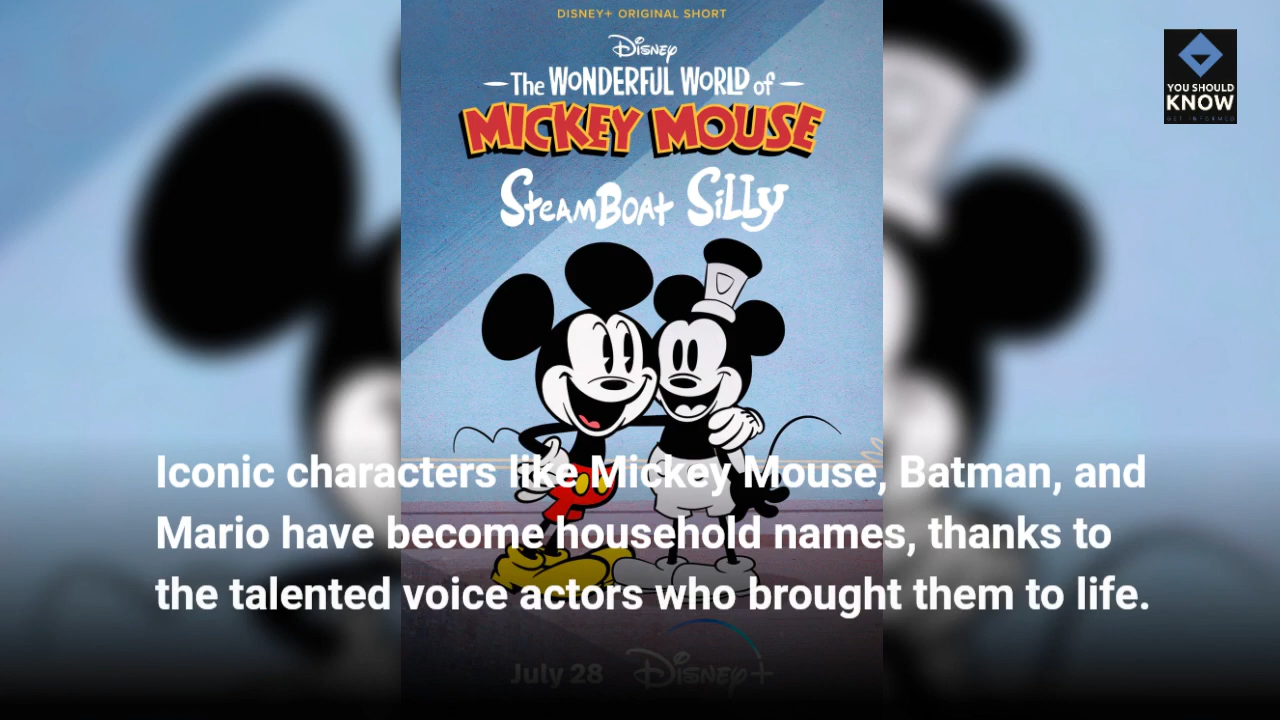 DISNEY+ ORIGINAL SHORT
Disney
The WONDERFUL WORLD of
MICKEY MOUSE
STEAMBOAT SILLY
YOU SHOULD
KNOW
GET INFORMED
Iconic characters like Mickey Mouse, Batman, and
Mario have become household names, thanks to
the talented voice actors who brought them to life.
July 28 Disney+